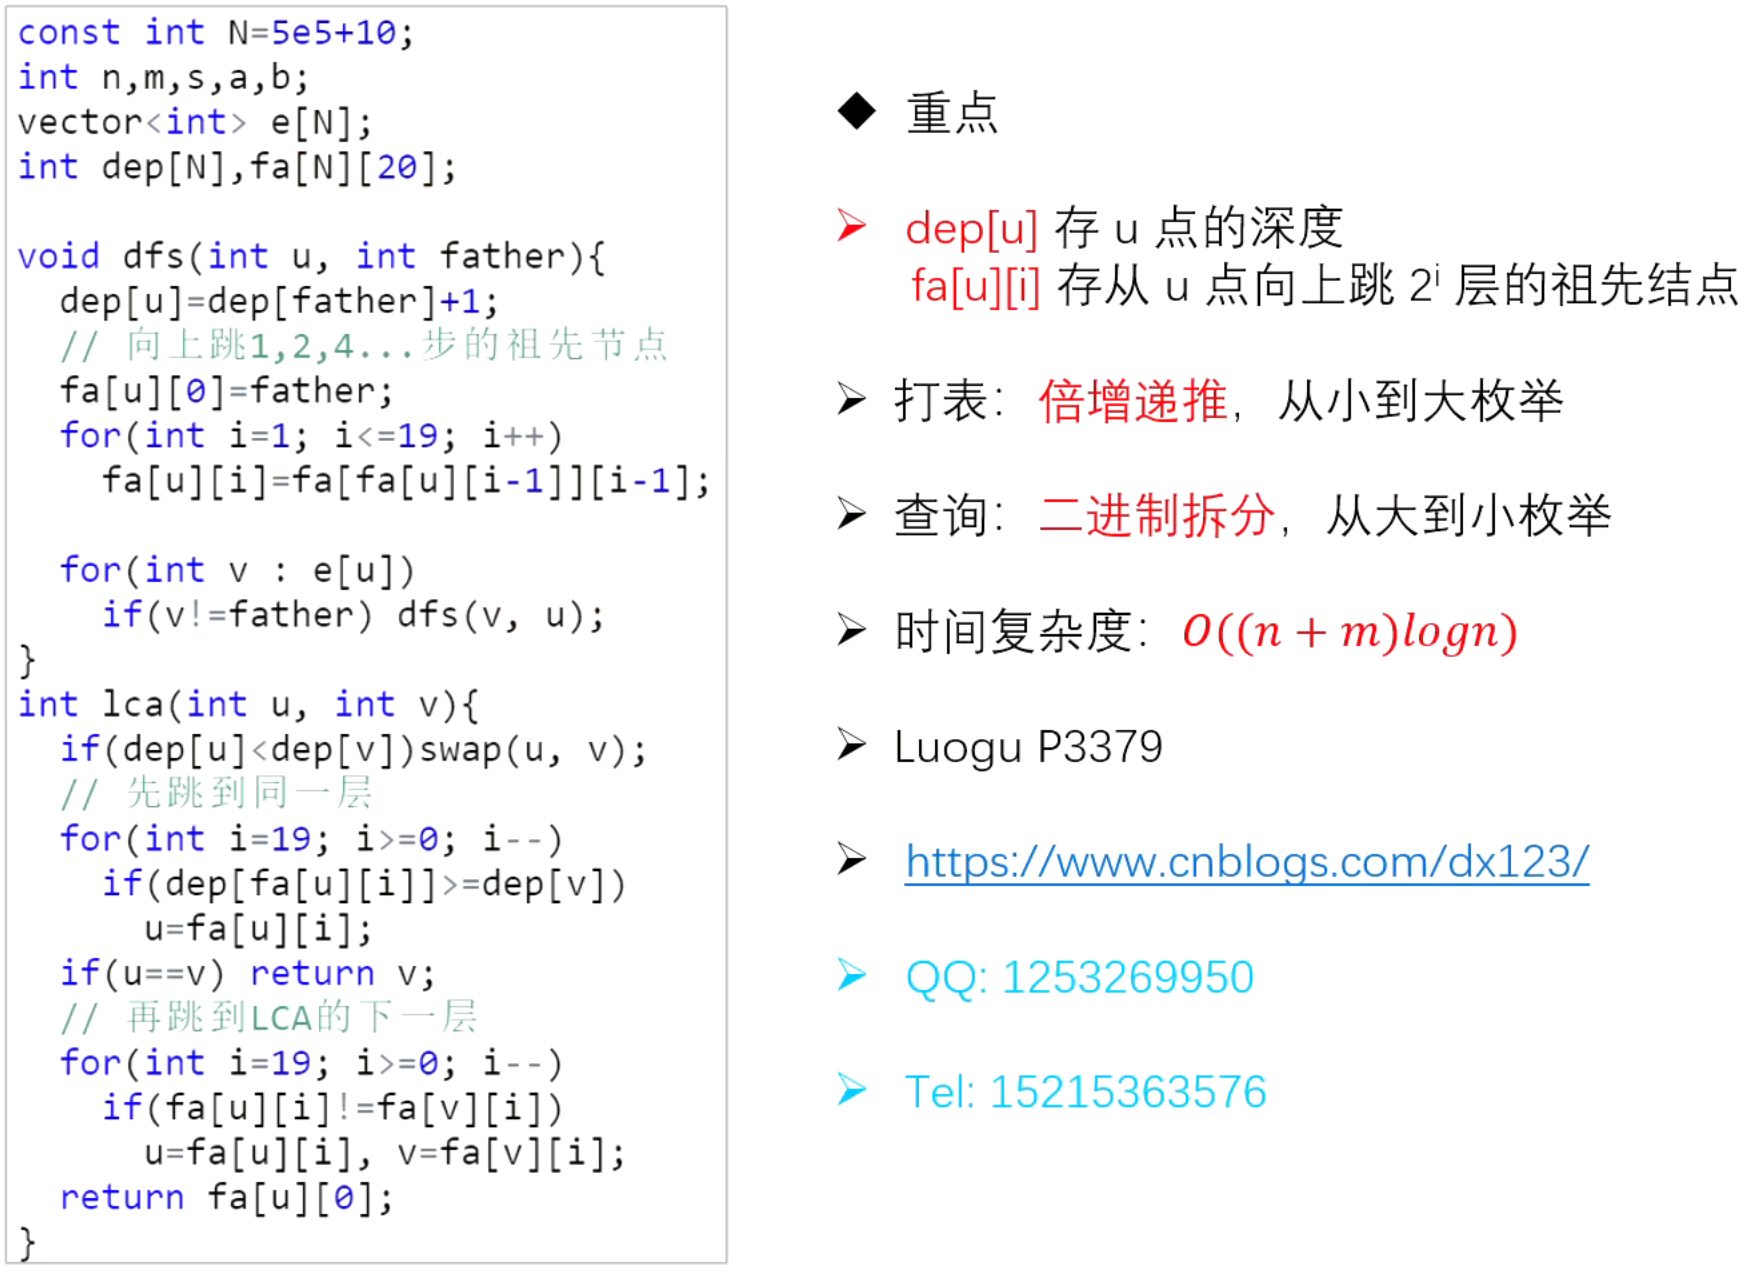 const int N=5e5+10;
int n,m,s,a,b;
vector<int> e[N];
int dep[N],fa[N][20];
void dfs(int u, int father){
dep[u]=dep[father]+1;
// 向上跳1,2,4...步的祖先节点
fa[u][0]=father;
for(int i=1; i<=19; i++)
fa[u][i]=fa[fa[u][i-1]][i-1];
for(int v : e[u])
if(v!=father) dfs(v, u);
}
int lca(int u, int v){
if(dep[u]<dep[v])swap(u, v);
// 先跳到同一层
for(int i=19; i>=0; i--)
if(dep[fa[u][i]]>=dep[v])
u=fa[u][i];
if(u==v) return v;
// 再跳到LCA的下一层
for(int i=19; i>=0; i--)
if(fa[u][i]!=fa[v][i])
u=fa[u][i], v=fa[v][i];
return fa[u][0];
}
◆ 重点
➢ dep[u] 存 u 点的深度
fa[u][i] 存从 u 点向上跳 2ⁱ 层的祖先结点
➢ 打表：倍增递推，从小到大枚举
➢ 查询：二进制拆分，从大到小枚举
➢ 时间复杂度：O((n + m)logn)
➢ Luogu P3379
➢ https://www.cnblogs.com/dx123/
➢ QQ: 1253269950
➢ Tel: 15215363576